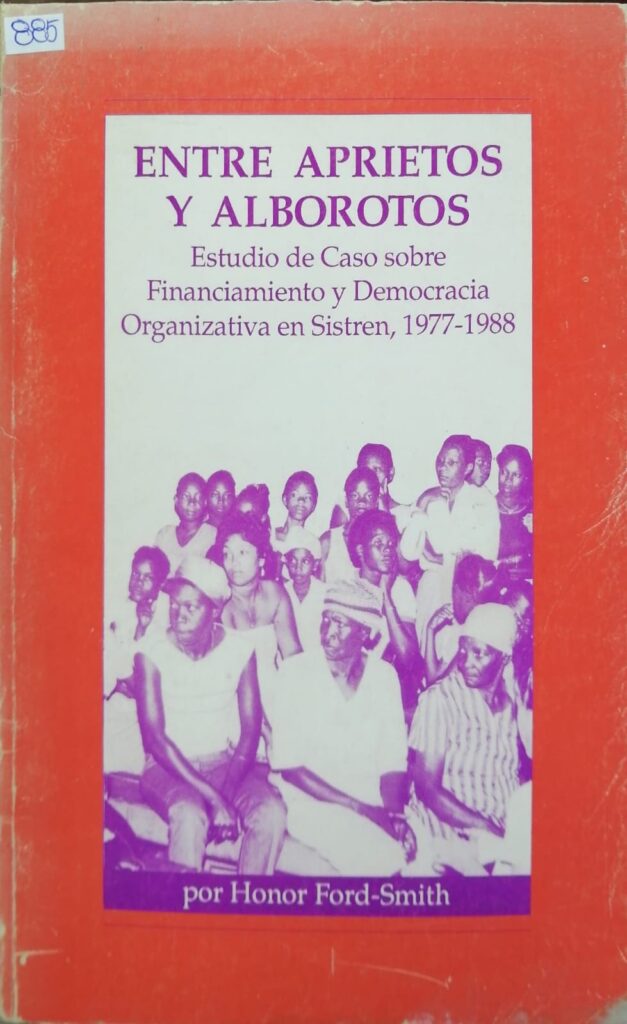 885
ENTRE APRIETOS
Y ALBOROTOS
Estudio de Caso sobre
Financiamiento y Democracia
Organizativa en Sistren, 1977-1988
por Honor Ford-Smith